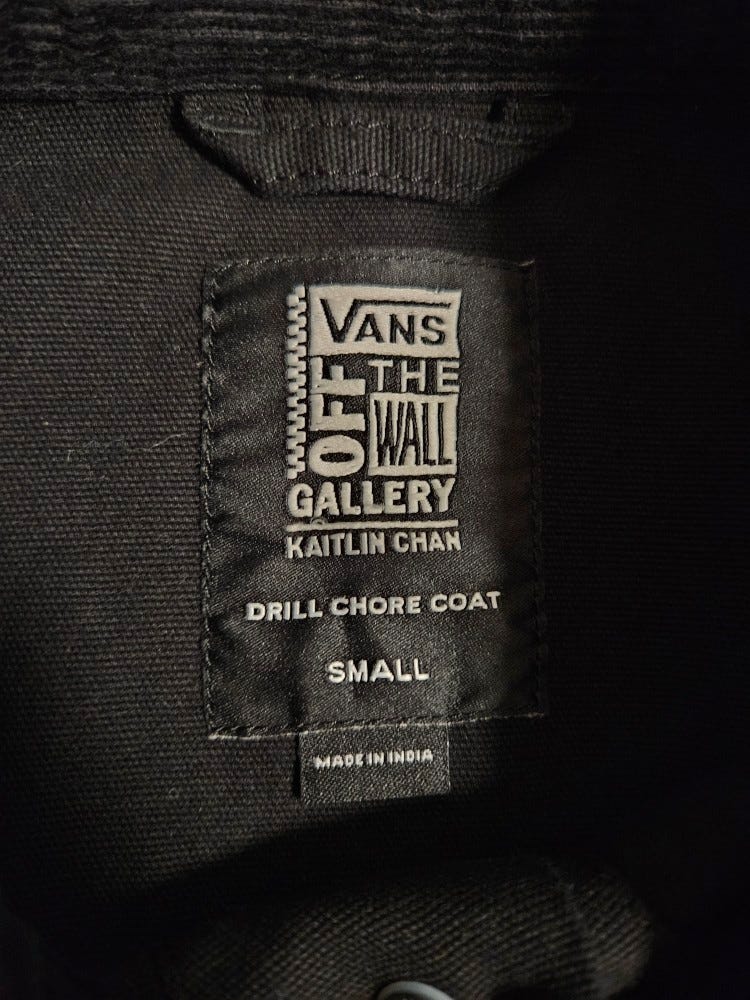 VANS
OFF THE
WALL
GALLERY
KAITLIN CHAN
DRILL CHORE COAT
SMALL
MADE IN INDIA